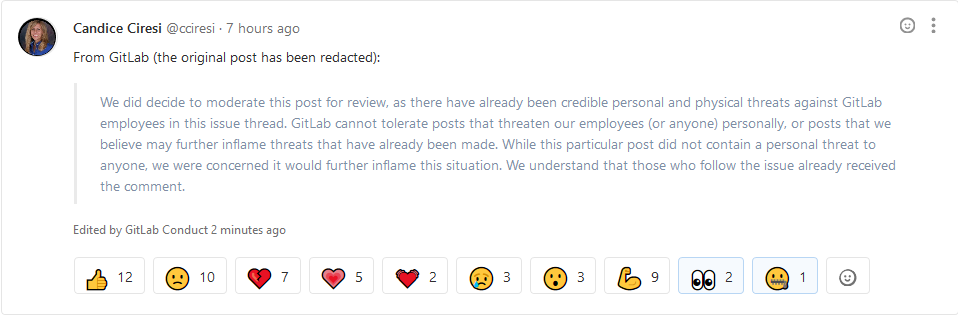 Candice Ciresi @cciresi · 7 hours ago
From GitLab (the original post has been redacted):
We did decide to moderate this post for review, as there have already been credible personal and physical threats against GitLab
employees in this issue thread. GitLab cannot tolerate posts that threaten our employees (or anyone) personally, or posts that we
believe may further inflame threats that have already been made. While this particular post did not contain a personal threat to
anyone, we were concerned it would further inflame this situation. We understand that those who follow the issue already received
the comment.
Edited by GitLab Conduct 2 minutes ago
12 10 7 5 2 3 3 9 2 1